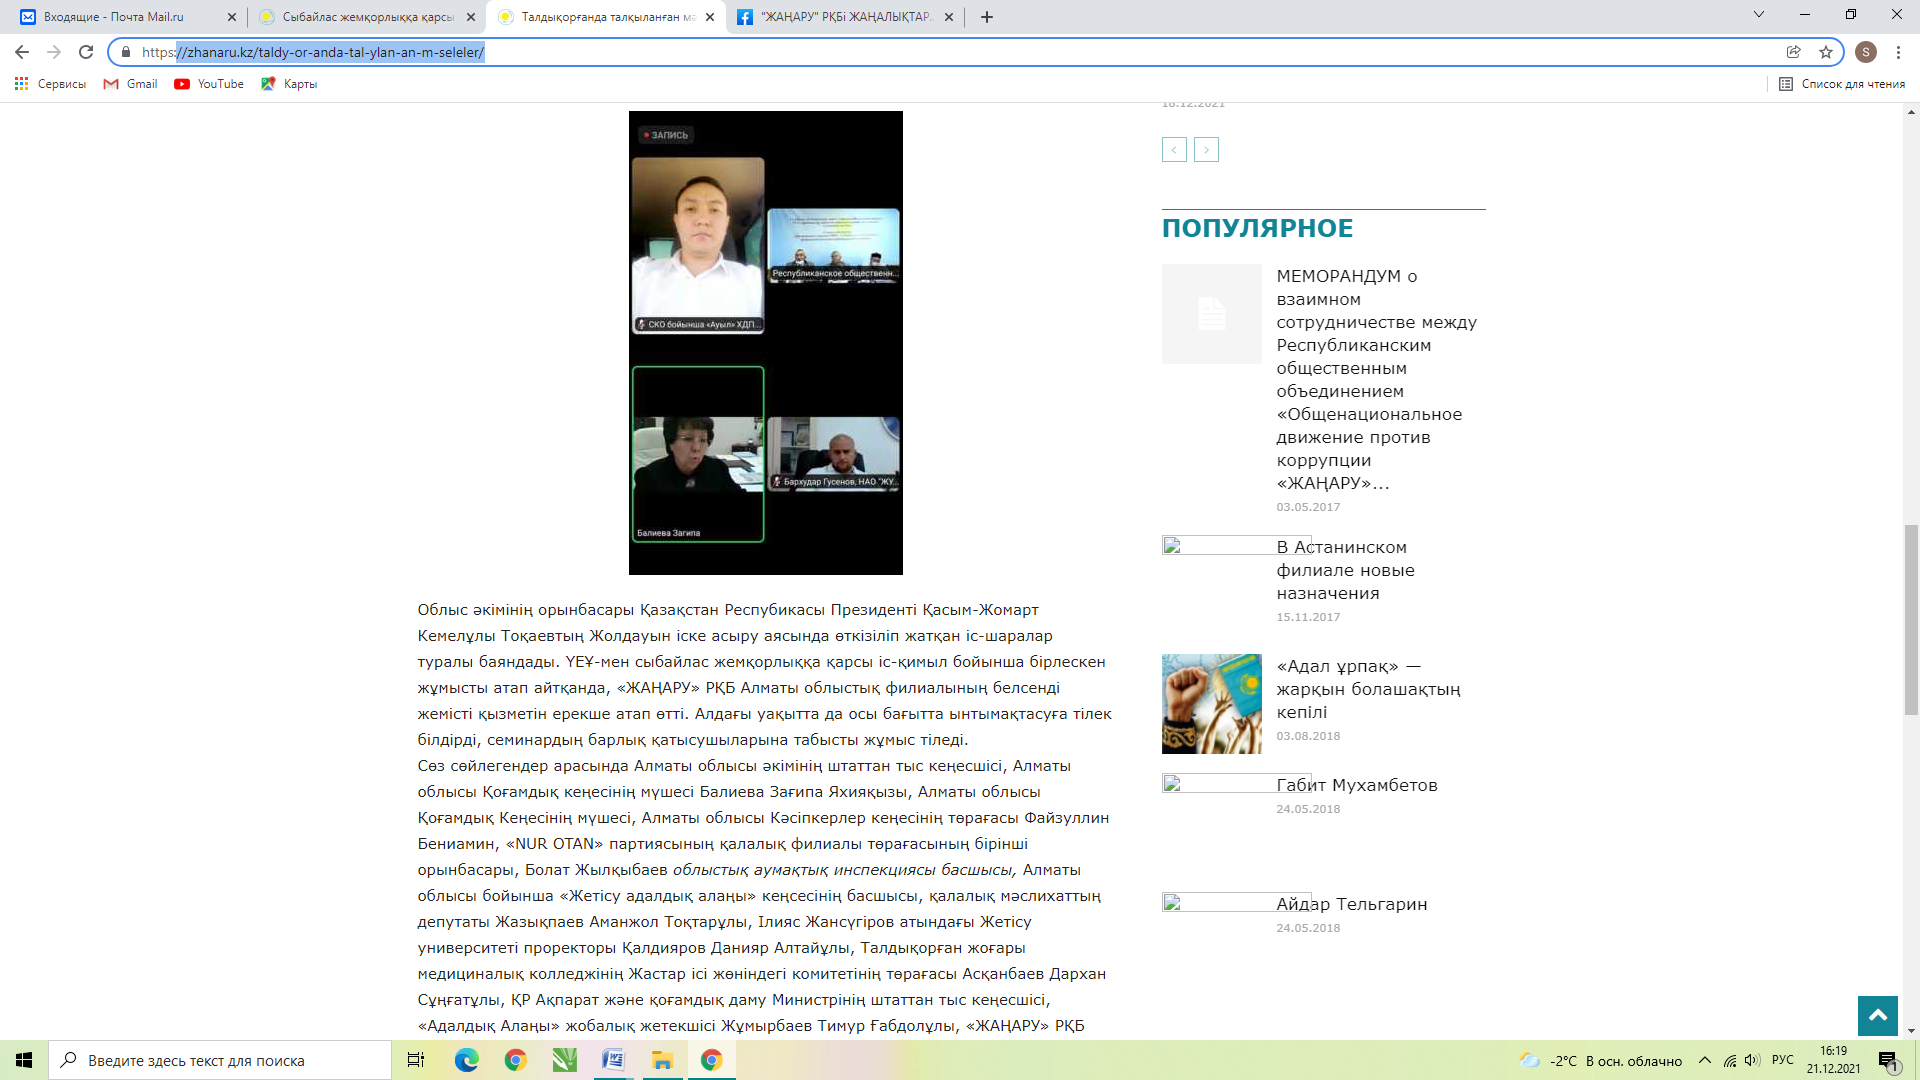 Входящие - Почта Mail.ru
Сыбайлас жемқорлыққа қарсы
Талдықорғанда талқыланған мә
"ЖАҢАРУ" РҚБі ЖАҢАЛЫҚТАР...
https://zhanaru.kz/taldy-or-anda-tal-ylan-an-m-seleler/
S
Сервисы
Gmail
YouTube
Карты
Список для чтения
ЗАПИСЬ
СКО бойынша «Ауыл» ХДП...
Республиканское общественн...
Балиева Загипа
Бархудар Гусенов, НАО "ЖУ...
Облыс әкімінің орынбасары Қазақстан Респубикасы Президенті Қасым-Жомарт
Кемелұлы Тоқаевтың Жолдауын іске асыру аясында өткізіліп жатқан іс-шаралар
туралы баяндады. ҮЕҰ-мен сыбайлас жемқорлыққа қарсы іс-қимыл бойынша бірлескен
жұмысты атап айтқанда, «ЖАҢАРУ» РҚБ Алматы облыстық филиалының белсенді
жемісті қызметін ерекше атап өтті. Алдағы уақытта да осы бағытта ынтымақтасуға тілек
білдірді, семинардың барлық қатысушыларына табысты жұмыс тіледі.
Сөз сөйлегендер арасында Алматы облысы әкімінің штаттан тыс кеңесшісі, Алматы
облысы Қоғамдық кеңесінің мүшесі Балиева Зағипа Яхияқызы, Алматы облысы
Қоғамдық Кеңесінің мүшесі, Алматы облысы Кәсіпкерлер кеңесінің төрағасы Файзуллин
Бениамин, «NUR OTAN» партиясының қалалық филиалы төрағасының бірінші
орынбасары, Болат Жылқыбаев облыстық аумақтық инспекциясы басшысы, Алматы
облысы бойынша «Жетісу адалдық алаңы» кеңсесінің басшысы, қалалық мәслихаттың
депутаты Жазықпаев Аманжол Тоқтарұлы, Ілияс Жансүгіров атындағы Жетісу
университеті проректоры Қалдияров Данияр Алтайұлы, Талдықорған жоғары
медициналық колледжінің Жастар ісі жөніндегі комитетінің төрағасы Асқанбаев Дархан
Сұңғатұлы, ҚР Ақпарат және қоғамдық даму Министрінің штаттан тыс кеңесшісі,
«Адалдық Алаңы» жобалық жетекшісі Жұмырбаев Тимур Ғабдолұлы, «ЖАҢАРУ» РҚБ
18.12.2021
ПОПУЛЯРНОЕ
МЕМОРАНДУМ о
взаимном
сотрудничестве между
Республиканским
общественным
объединением
«Общенациональное
движение против
коррупции
«ЖАҢАРУ»...
03.05.2017
В Астанинском
филиале новые
назначения
15.11.2017
«Адал ұрпақ» —
жарқын болашақтың
кепілі
03.08.2018
Габит Мухамбетов
24.05.2018
Айдар Тельгарин
24.05.2018
Введите здесь текст для поиска
-2°C В осн. облачно
РУС
16:19
21.12.2021
1